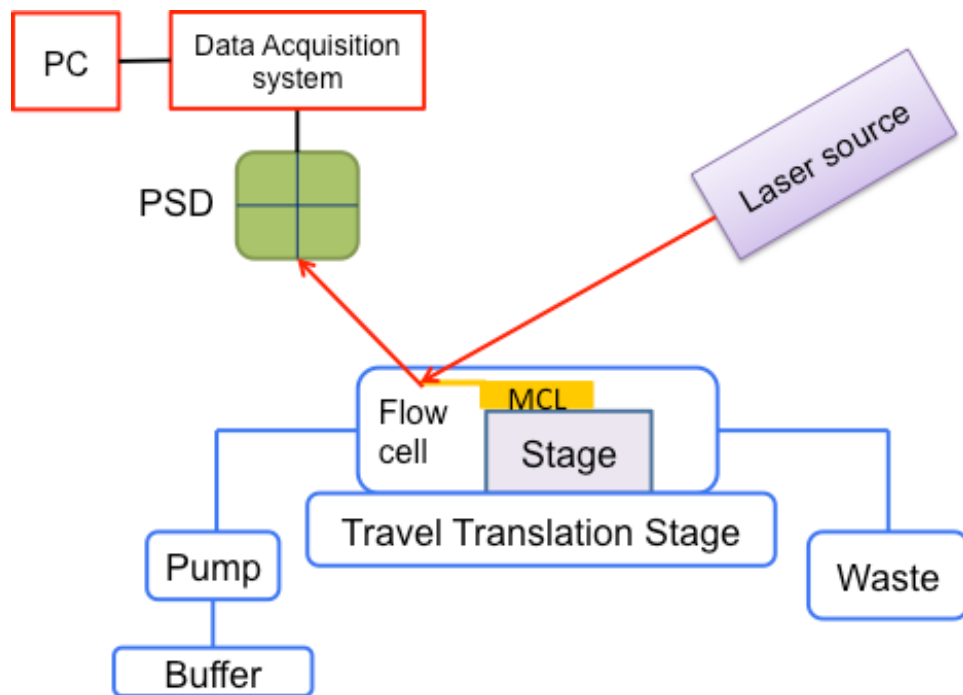 PC
Data Acquisition
system
Laser source
PSD
MCL
Flow
cell
Stage
Travel Translation Stage
Pump
Waste
Buffer